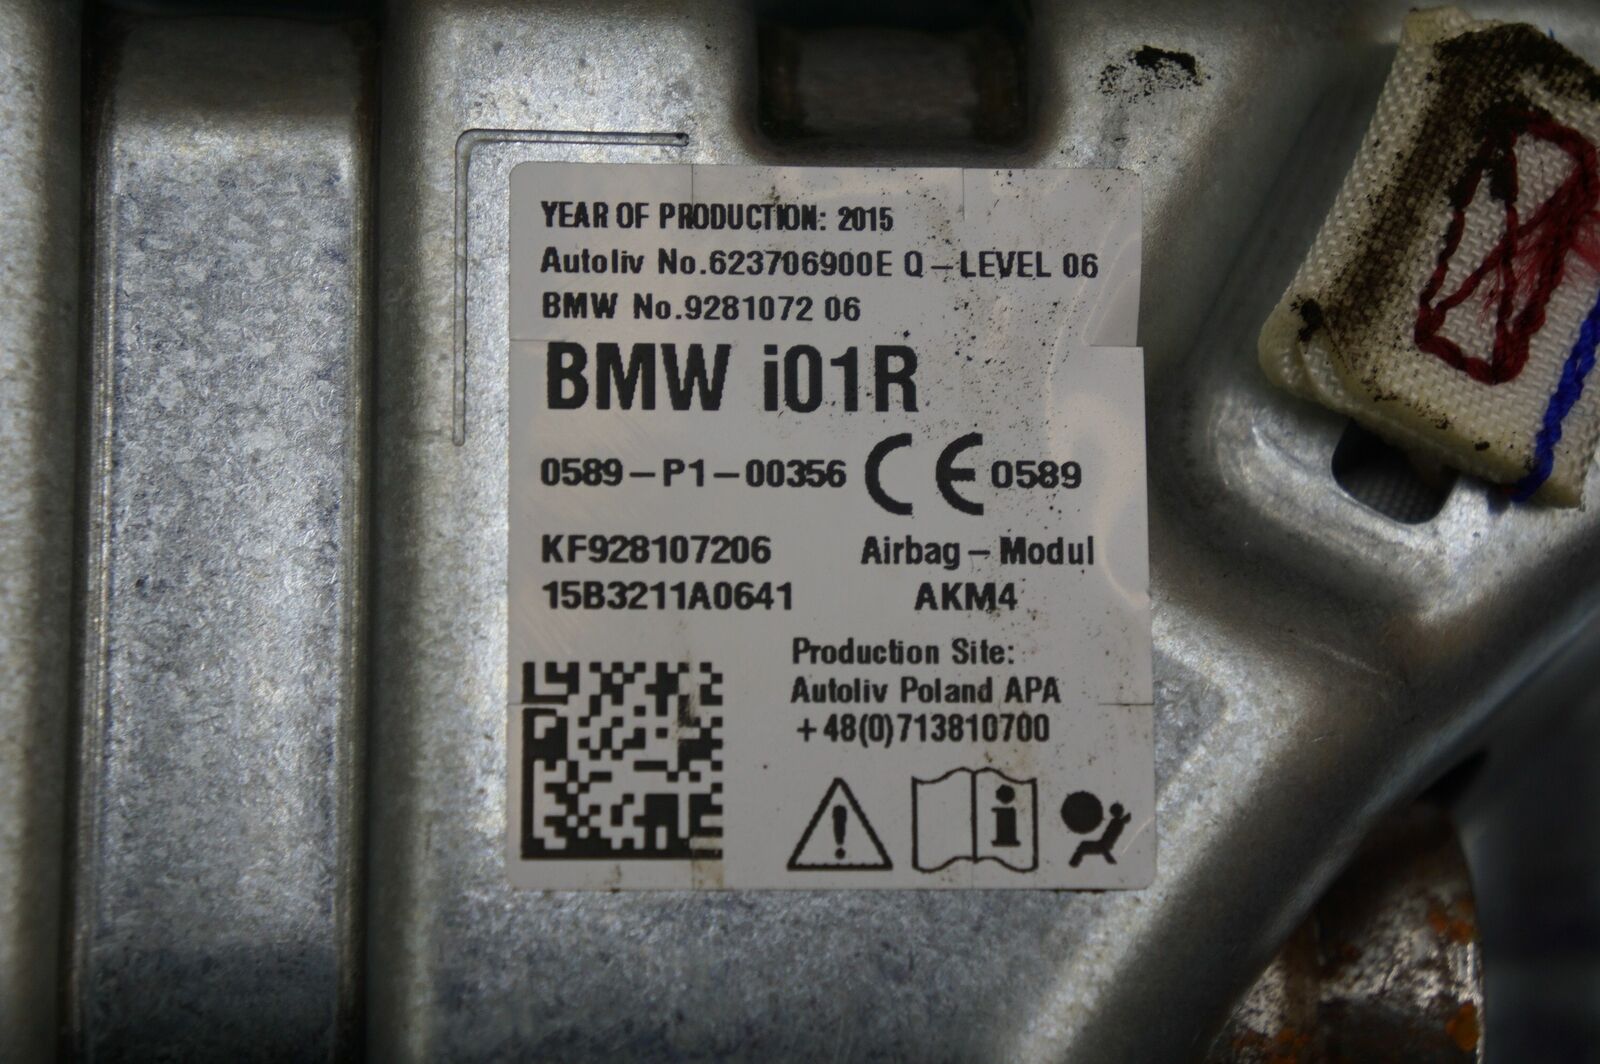 YEAR OF PRODUCTION: 2015
Autoliv No.623706900E Q-LEVEL 06
BMW No.9281072 06
BMW i01R
0589-P1-00356 CE 0589
KF928107206 Airbag-Modul
15B3211A0641 AKM4
Production Site:
Autoliv Poland APA
+48(0)713810700